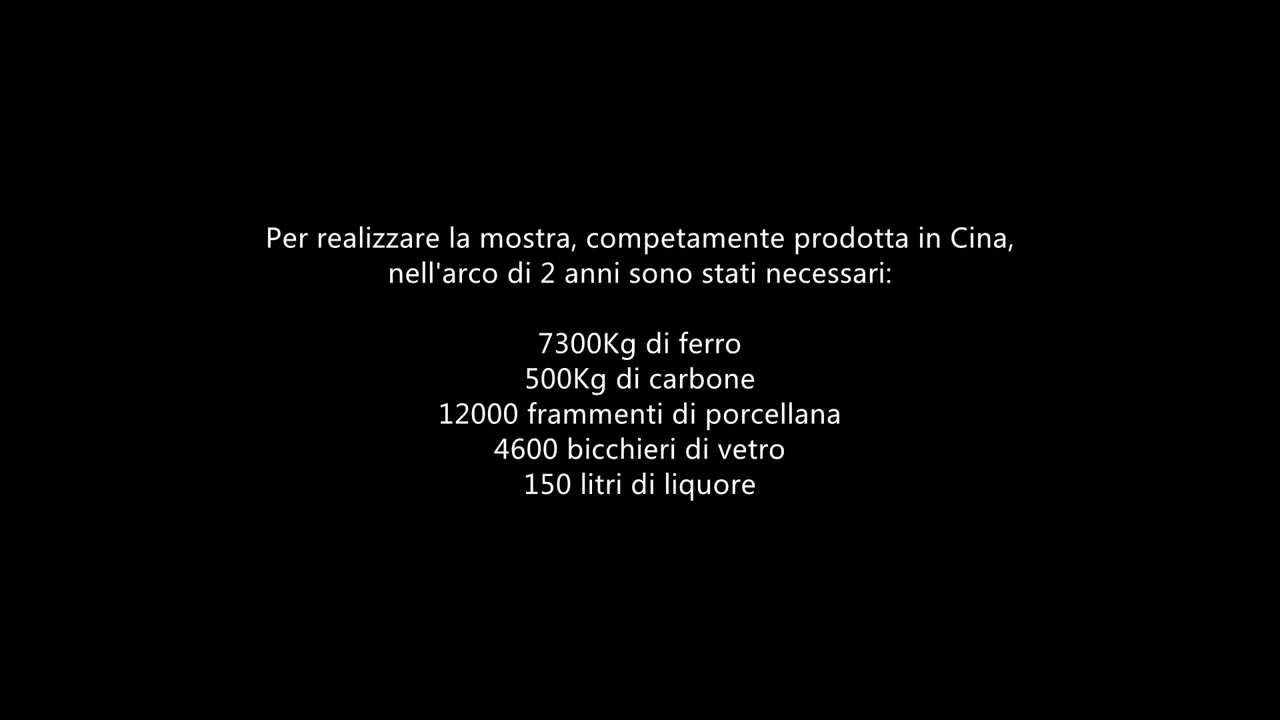 Per realizzare la mostra, competamente prodotta in Cina,
nell'arco di 2 anni sono stati necessari:
7300Kg di ferro
500Kg di carbone
12000 frammenti di porcellana
4600 bicchieri di vetro
150 litri di liquore